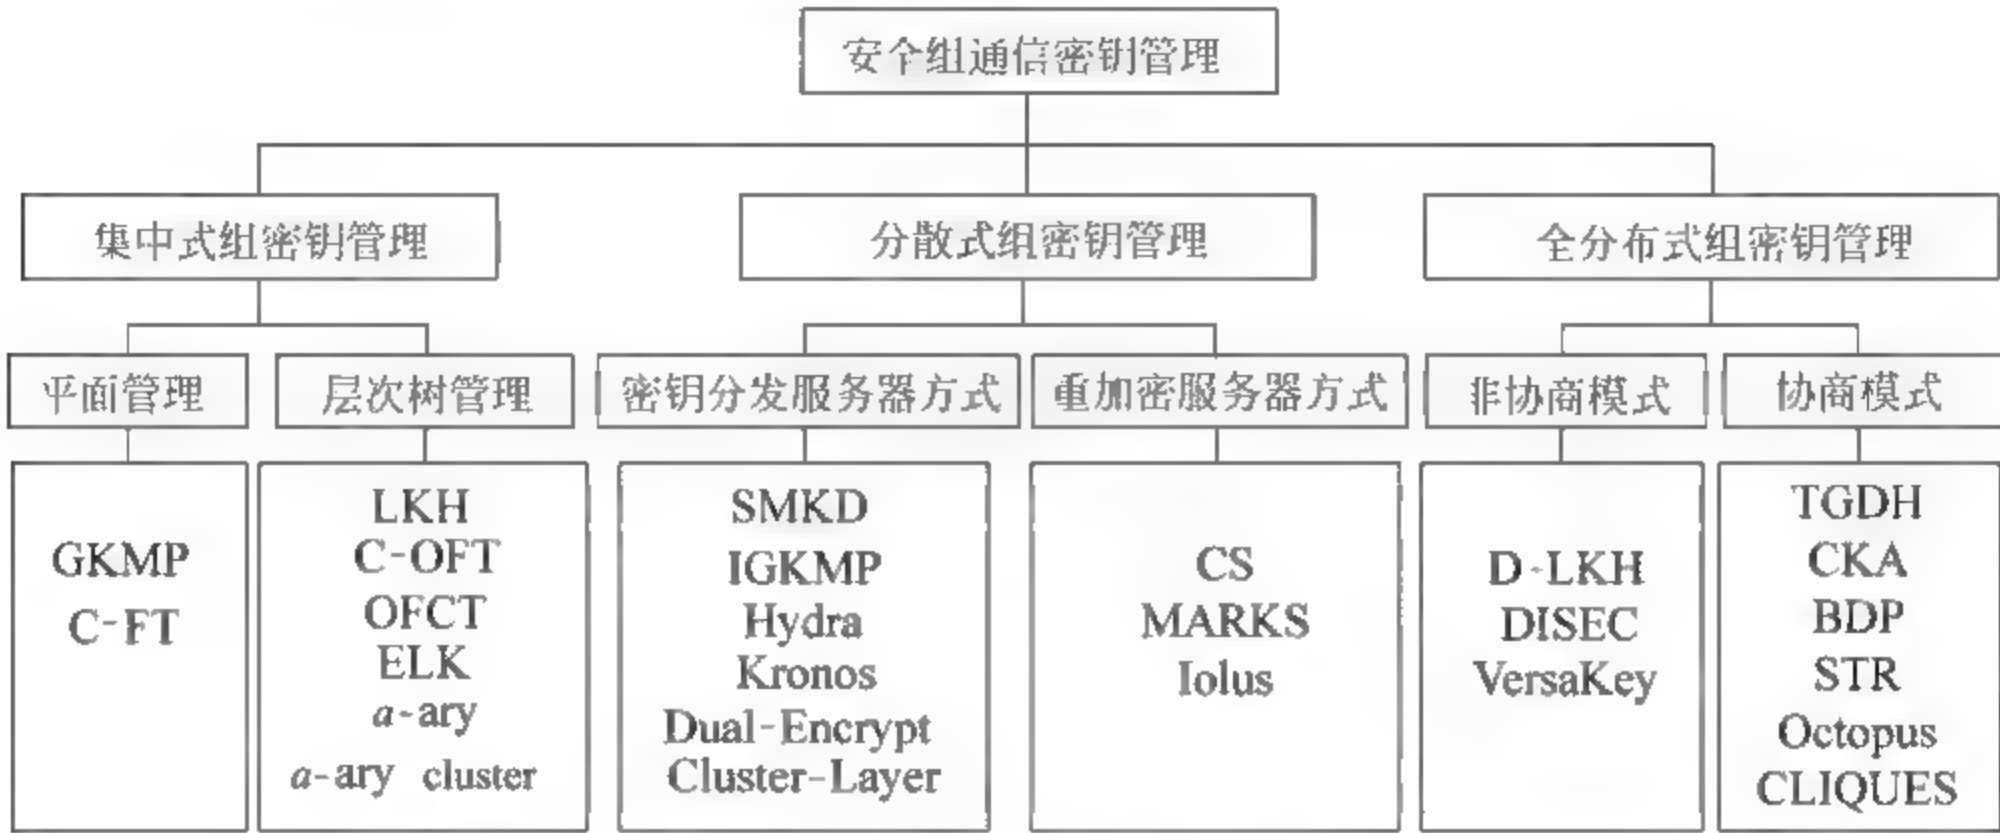 安全组通信密钥管理
集中式组密钥管理
分散式组密钥管理
全分布式组密钥管理
平面管理
层次树管理
密钥分发服务器方式
重加密服务器方式
非协商模式
协商模式
GKMP
C-FT
LKH
C-OFT
OFCT
ELK
a-ary
a-ary cluster
SMKD
IGKMP
Hydra
Kronos
Dual-Encrypt
Cluster-Layer
CS
MARKS
Iolus
D-LKH
DISEC
VersaKey
TGDH
CKA
BDP
STR
Octopus
CLIQUES